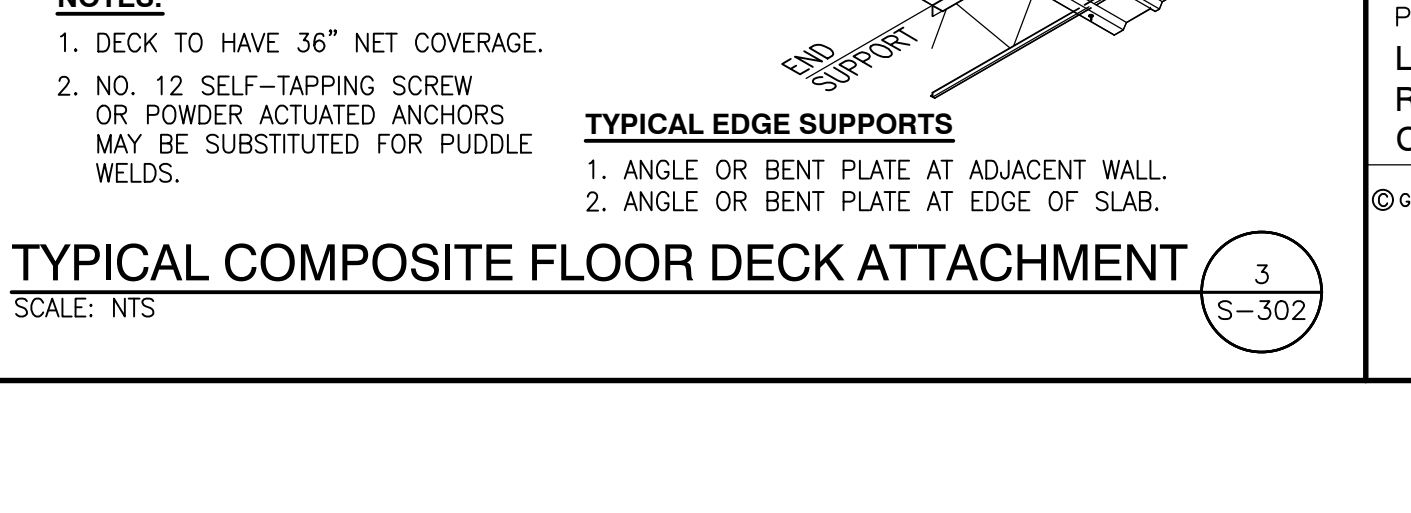 NOTES:
1. DECK TO HAVE 36" NET COVERAGE.
2. NO. 12 SELF-TAPPING SCREW
OR POWDER ACTUATED ANCHORS
MAY BE SUBSTITUTED FOR PUDDLE
WELDS.
END
SUPPORT
TYPICAL EDGE SUPPORTS
1. ANGLE OR BENT PLATE AT ADJACENT WALL.
2. ANGLE OR BENT PLATE AT EDGE OF SLAB.
TYPICAL COMPOSITE FLOOR DECK ATTACHMENT
SCALE: NTS
3
S-302
P
L
R
©G